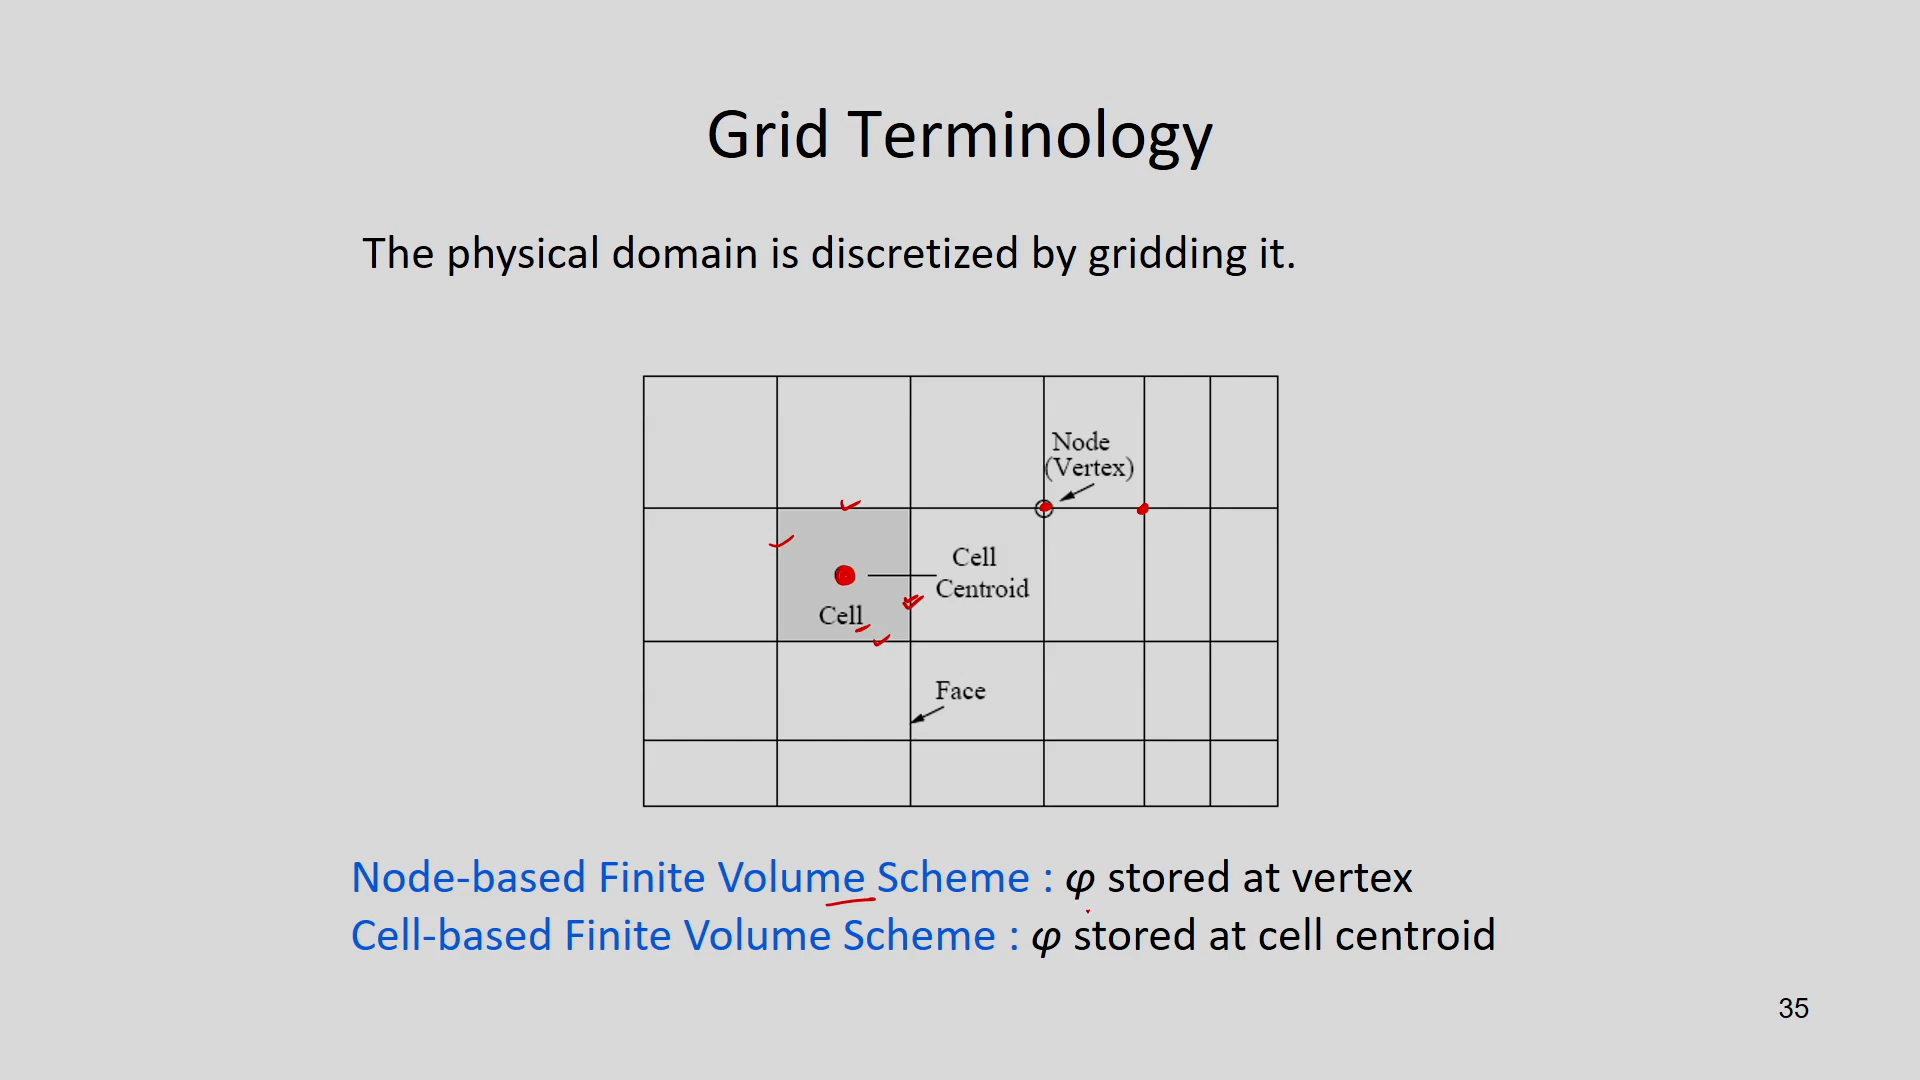 Grid Terminology
The physical domain is discretized by gridding it.
Node
(Vertex)
Cell
Centroid
Cell
Face
Node-based Finite Volume Scheme : φ stored at vertex
Cell-based Finite Volume Scheme : φ stored at cell centroid
35